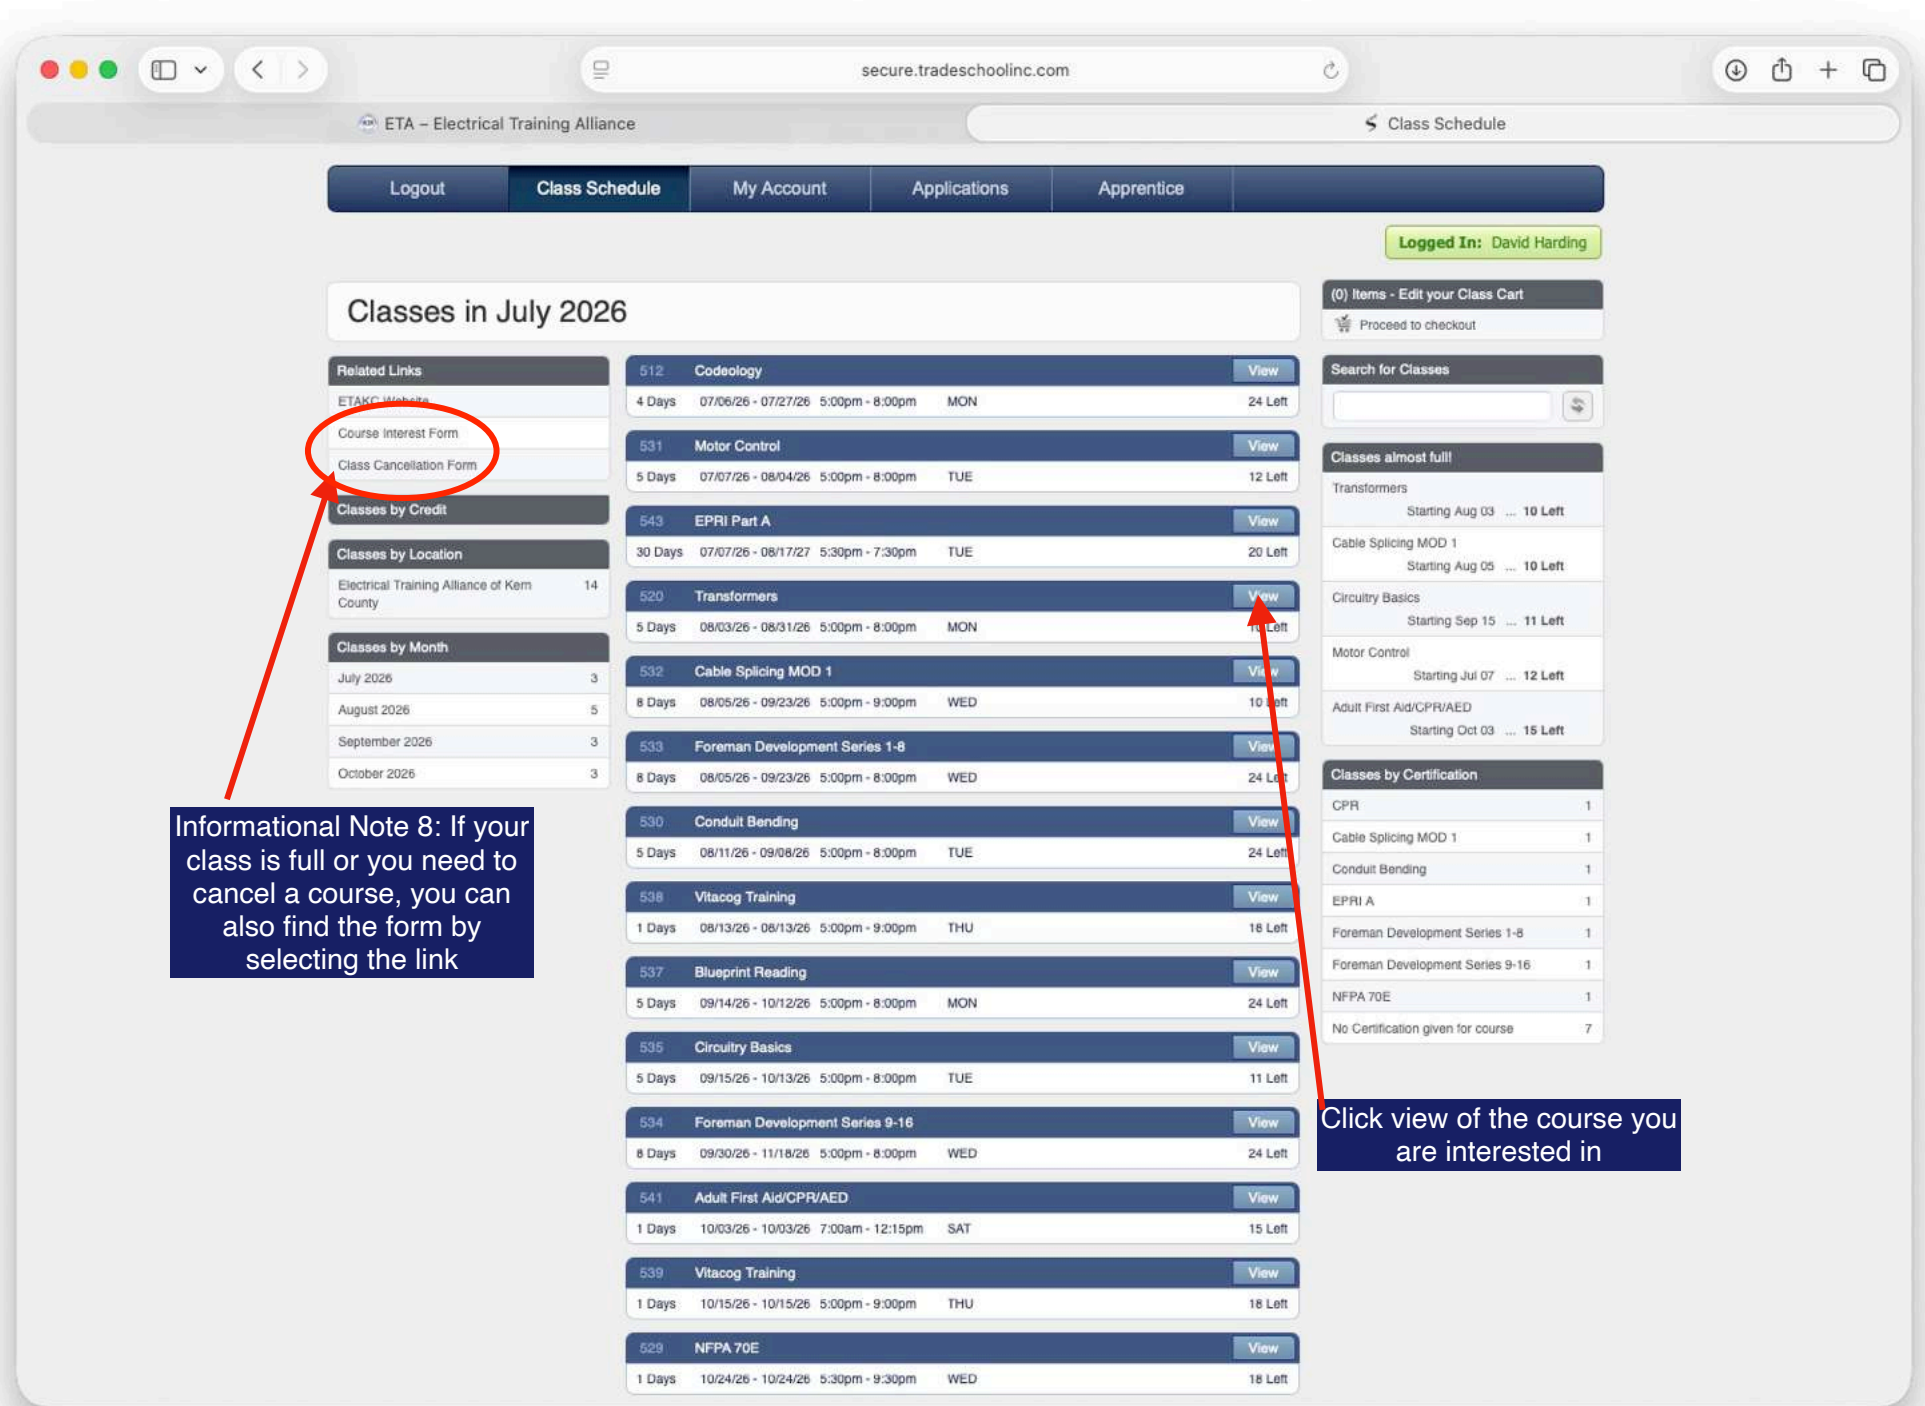 secure.tradeschoolinc.com
ETA – Electrical Training Alliance
Class Schedule
Logout Class Schedule My Account Applications Apprentice
Logged In: David Harding
Classes in July 2026
Related Links
ETAKC Website
Course Interest Form
Class Cancellation Form
Classes by Credit
Classes by Location
Electrical Training Alliance of Kern 14
County
Classes by Month
July 2026 3
August 2026 5
September 2026 3
October 2026 3
Informational Note 8: If your
class is full or you need to
cancel a course, you can
also find the form by
selecting the link
512 Codeology View
4 Days 07/06/26 - 07/27/26 5:00pm - 8:00pm MON 24 Left
531 Motor Control View
5 Days 07/07/26 - 08/04/26 5:00pm - 8:00pm TUE 12 Left
543 EPRI Part A View
30 Days 07/07/26 - 08/17/27 5:30pm - 7:30pm TUE 20 Left
520 Transformers View
5 Days 08/03/26 - 08/31/26 5:00pm - 8:00pm MON 10 Left
532 Cable Splicing MOD 1 View
8 Days 08/05/26 - 09/23/26 5:00pm - 9:00pm WED 10 Left
533 Foreman Development Series 1-8 View
8 Days 08/05/26 - 09/23/26 5:00pm - 8:00pm WED 24 Left
530 Conduit Bending View
5 Days 08/11/26 - 09/08/26 5:00pm - 8:00pm TUE 24 Left
538 Vitacog Training View
1 Days 08/13/26 - 08/13/26 5:00pm - 9:00pm THU 18 Left
537 Blueprint Reading View
5 Days 09/14/26 - 10/12/26 5:00pm - 8:00pm MON 24 Left
535 Circuitry Basics View
5 Days 09/15/26 - 10/13/26 5:00pm - 8:00pm TUE 11 Left
534 Foreman Development Series 9-16 View
8 Days 09/30/26 - 11/18/26 5:00pm - 8:00pm WED 24 Left
541 Adult First Aid/CPR/AED View
1 Days 10/03/26 - 10/03/26 7:00am - 12:15pm SAT 15 Left
539 Vitacog Training View
1 Days 10/15/26 - 10/15/26 5:00pm - 9:00pm THU 18 Left
529 NFPA 70E View
1 Days 10/24/26 - 10/24/26 5:30pm - 9:30pm WED 18 Left
(0) Items - Edit your Class Cart
Proceed to checkout
Search for Classes
Classes almost full!
Transformers
Starting Aug 03 ... 10 Left
Cable Splicing MOD 1
Starting Aug 05 ... 10 Left
Circuitry Basics
Starting Sep 15 ... 11 Left
Motor Control
Starting Jul 07 ... 12 Left
Adult First Aid/CPR/AED
Starting Oct 03 ... 15 Left
Classes by Certification
CPR 1
Cable Splicing MOD 1 1
Conduit Bending 1
EPRI A 1
Foreman Development Series 1-8 1
Foreman Development Series 9-16 1
NFPA 70E 1
No Certification given for course 7
Click view of the course you
are interested in